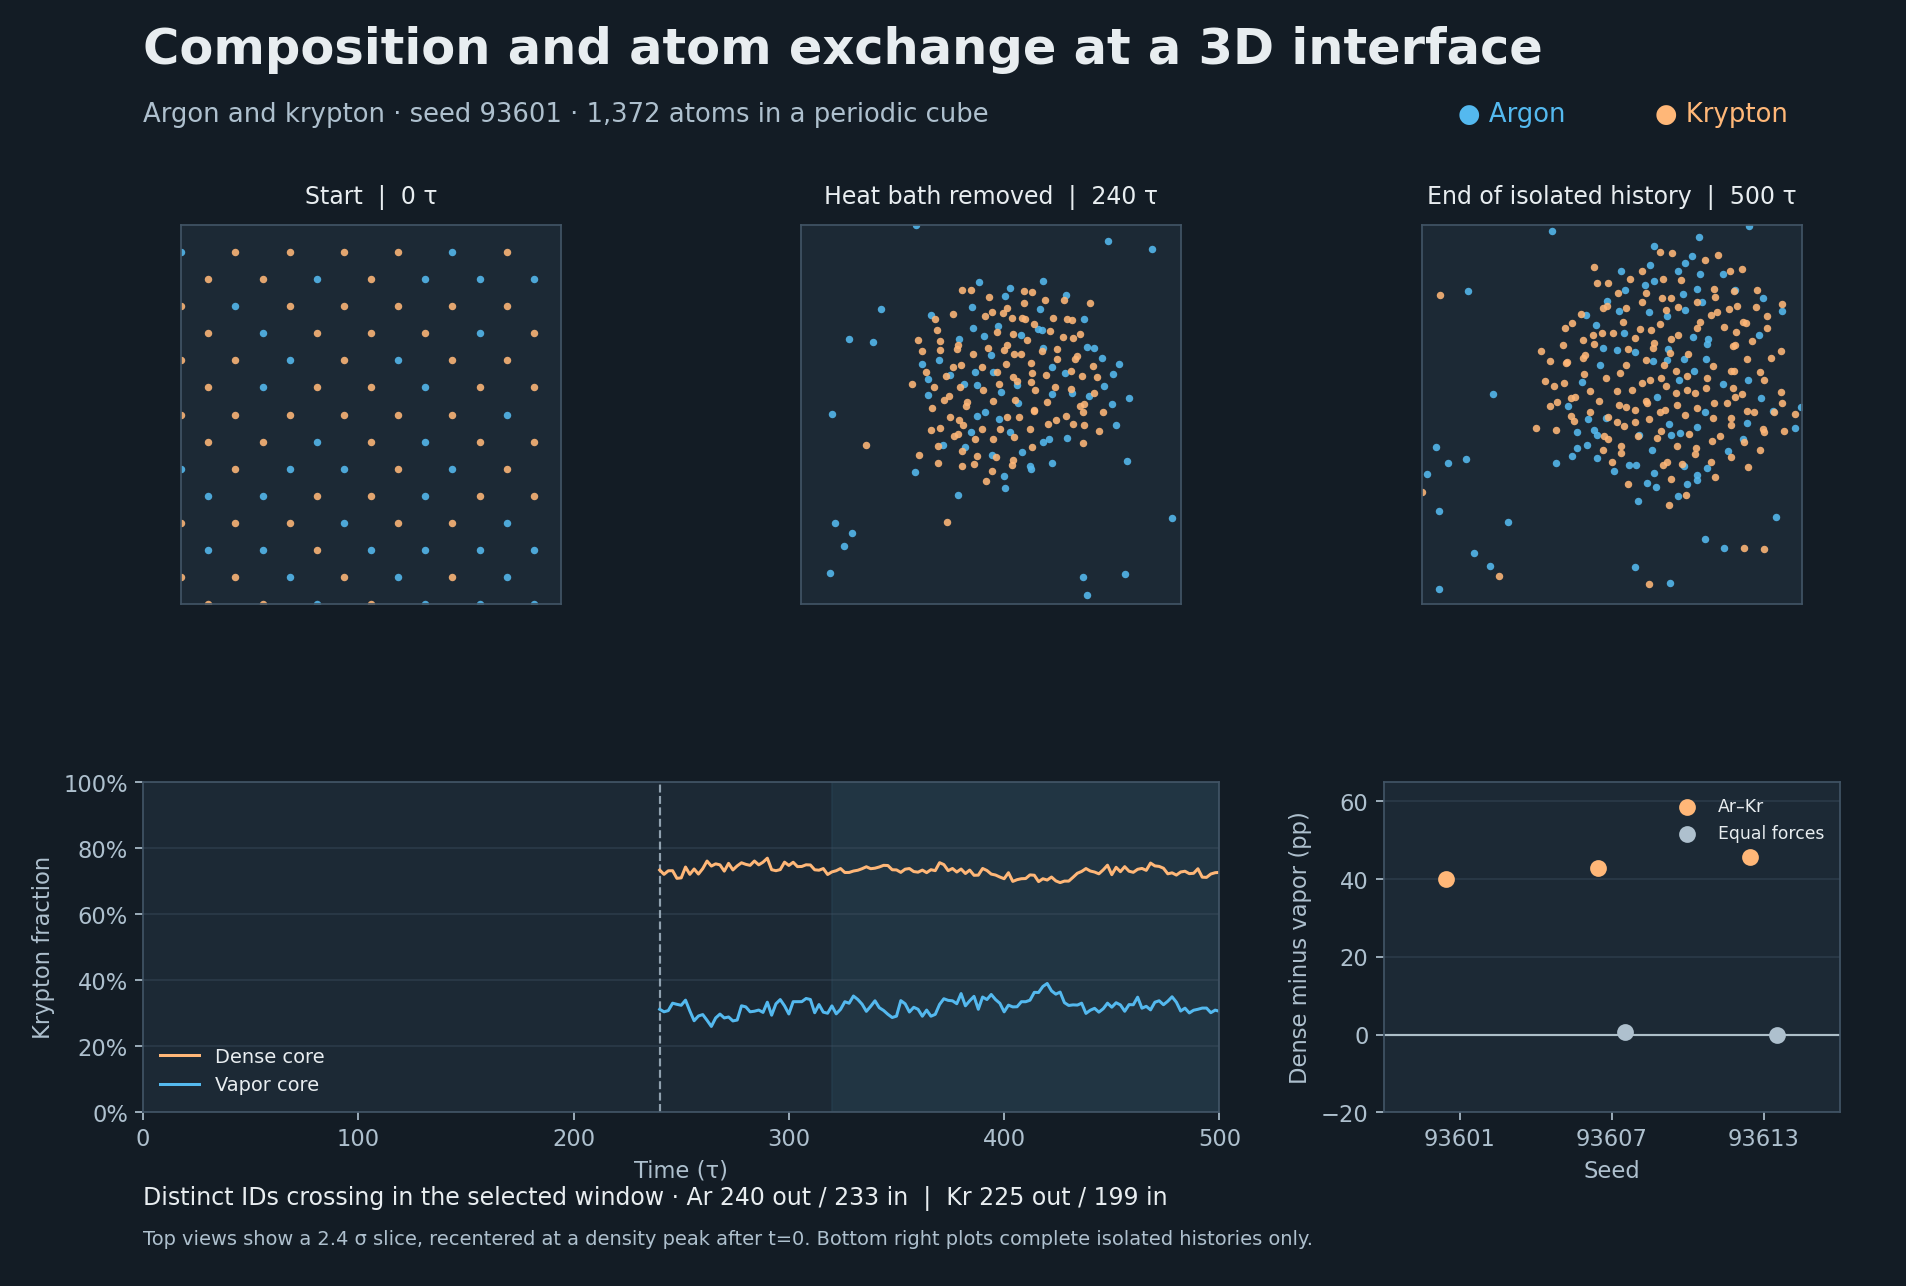 Composition and atom exchange at a 3D interface
Argon and krypton · seed 93601 · 1,372 atoms in a periodic cube
Argon
Krypton
Start | 0 τ
Heat bath removed | 240 τ
End of isolated history | 500 τ
Krypton fraction
100%
80%
60%
40%
20%
0%
Dense core
Vapor core
0
100
200
300
400
500
Time (τ)
Dense minus vapor (pp)
60
40
20
0
−20
Ar–Kr
Equal forces
93601
93607
93613
Seed
Distinct IDs crossing in the selected window · Ar 240 out / 233 in | Kr 225 out / 199 in
Top views show a 2.4 σ slice, recentered at a density peak after t=0. Bottom right plots complete isolated histories only.